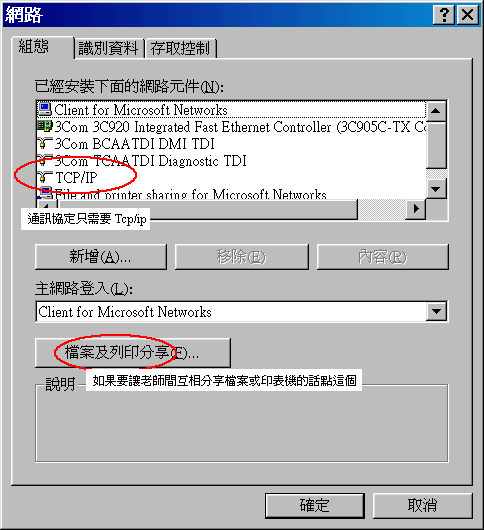 網路
組態
識別資料
存取控制
已經安裝下面的網路元件(N):
Client for Microsoft Networks
3Com 3C920 Integrated Fast Ethernet Controller (3C905C-TX Co
3Com BCAATDI DMI TDI
3Com TCAATDI Diagnostic TDI
TCP/IP
File and printer sharing for Microsoft Networks
通訊協定只需要 Tcp/ip
新增(A)...
移除(E)
內容(R)
主網路登入(L):
Client for Microsoft Networks
檔案及列印分享(F)...
如果要讓老師間互相分享檔案或印表機的話點這個
說明
確定
取消